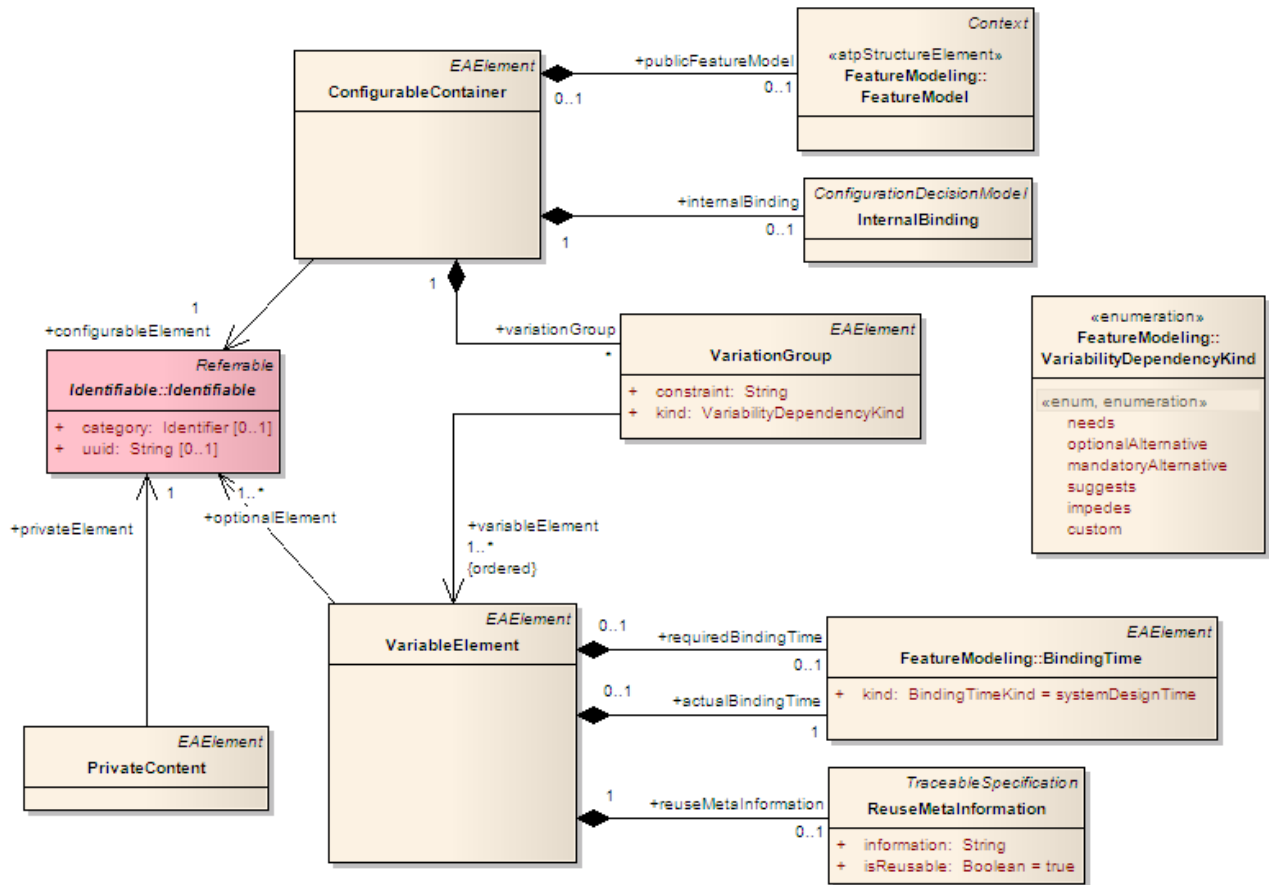 Context
«atpStructureElement»
FeatureModeling::
FeatureModel
EAElement
ConfigurableContainer
+publicFeatureModel
0..1
0..1
ConfigurationDecisionModel
InternalBinding
+internalBinding
1
0..1
1
+configurableElement
1
+variationGroup
*
EAElement
VariationGroup
+ constraint: String
+ kind: VariabilityDependencyKind
«enumeration»
FeatureModeling::
VariabilityDependencyKind
«enum, enumeration»
needs
optionalAlternative
mandatoryAlternative
suggests
impedes
custom
Referrable
Identifiable::Identifiable
+ category: Identifier [0..1]
+ uuid: String [0..1]
1
+privateElement
1..*
+optionalElement
+variableElement
1..*
{ordered}
EAElement
VariableElement
0..1
+requiredBindingTime
0..1
0..1
+actualBindingTime
1
EAElement
FeatureModeling::BindingTime
+ kind: BindingTimeKind = systemDesignTime
EAElement
PrivateContent
1
+reuseMetaInformation
0..1
TraceableSpecification
ReuseMetaInformation
+ information: String
+ isReusable: Boolean = true